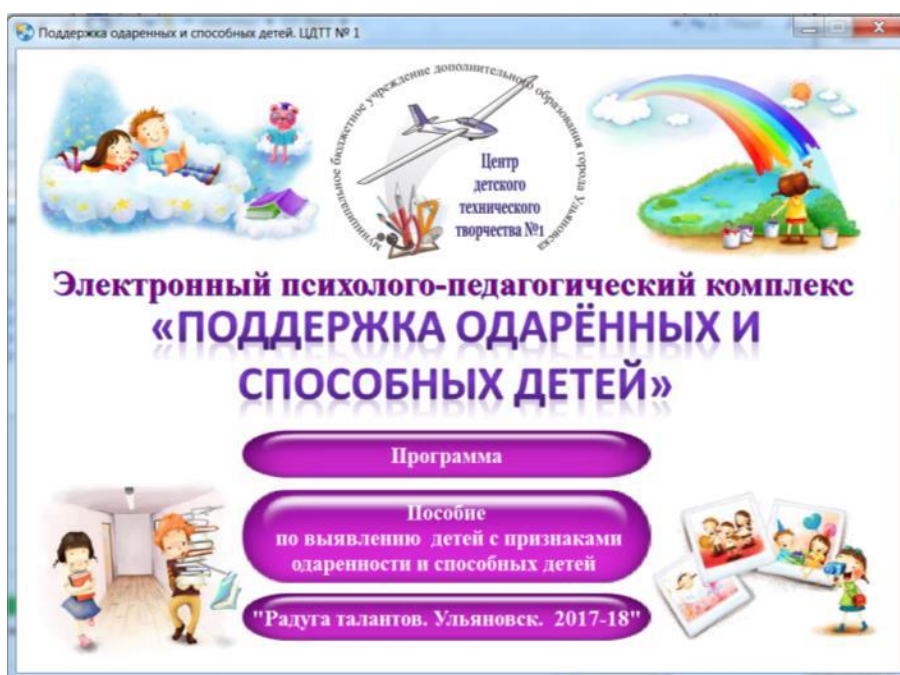 Поддержка одаренных и способных детей. ЦДТТ № 1
муниципальное бюджетное учреждение дополнительного образования города Ульяновска
Центр
детского
технического
творчества №1
Электронный психолого-педагогический комплекс
«ПОДДЕРЖКА ОДАРЁННЫХ И
СПОСОБНЫХ ДЕТЕЙ»
Программа
Пособие
по выявлению детей с признаками
одаренности и способных детей
"Радуга талантов. Ульяновск. 2017-18"